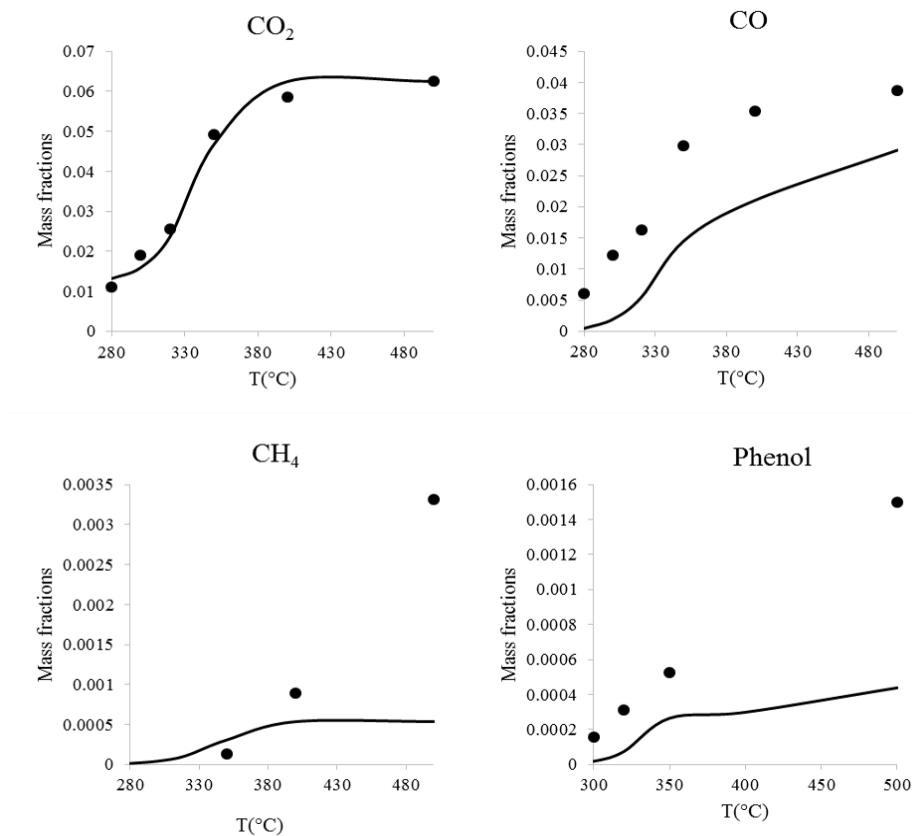 CO₂
0.07
0.06
0.05
0.04
0.03
0.02
0.01
0
Mass fractions
280 330 380 430 480
T(°C)
CO
0.045
0.04
0.035
0.03
0.025
0.02
0.015
0.01
0.005
0
Mass fractions
280 330 380 430 480
T(°C)
CH₄
0.0035
0.003
0.0025
0.002
0.0015
0.001
0.0005
0
Mass fractions
280 330 380 430 480
T(°C)
Phenol
0.0016
0.0014
0.0012
0.001
0.0008
0.0006
0.0004
0.0002
0
Mass fractions
300 350 400 450 500
T(°C)